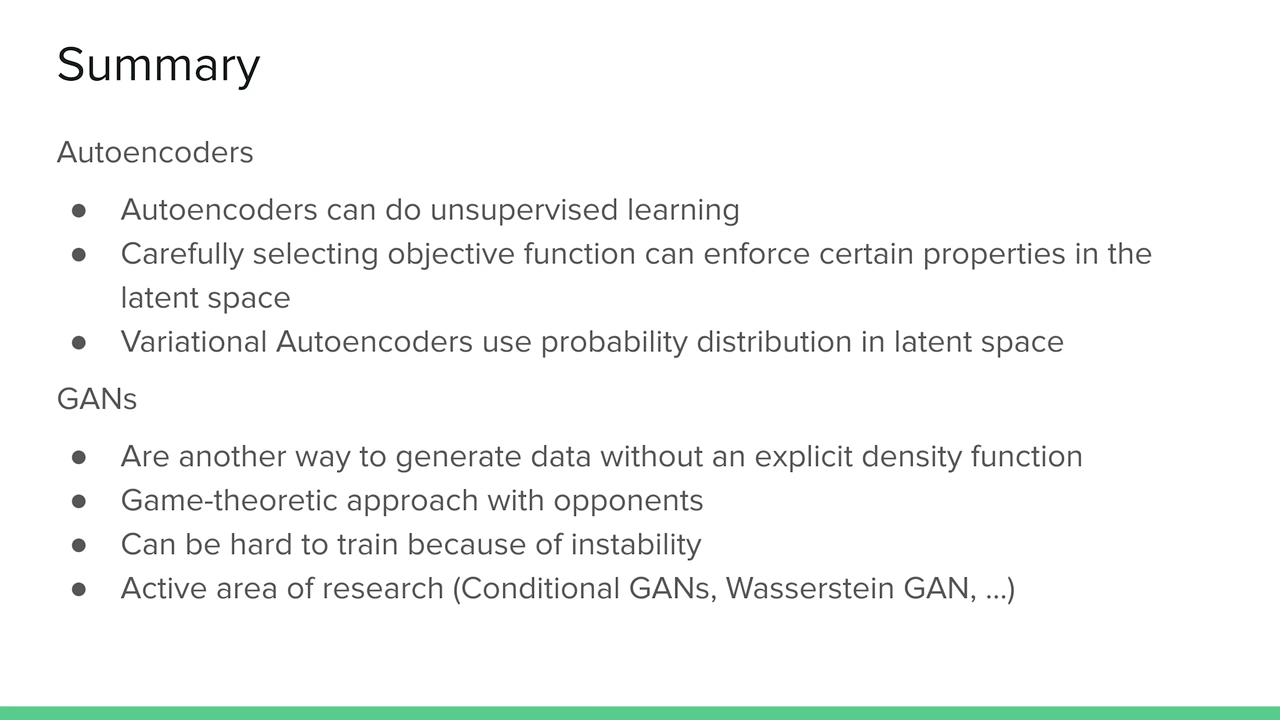 Summary
Autoencoders
● Autoencoders can do unsupervised learning
● Carefully selecting objective function can enforce certain properties in the
latent space
● Variational Autoencoders use probability distribution in latent space
GANs
● Are another way to generate data without an explicit density function
● Game-theoretic approach with opponents
● Can be hard to train because of instability
● Active area of research (Conditional GANs, Wasserstein GAN, ...)